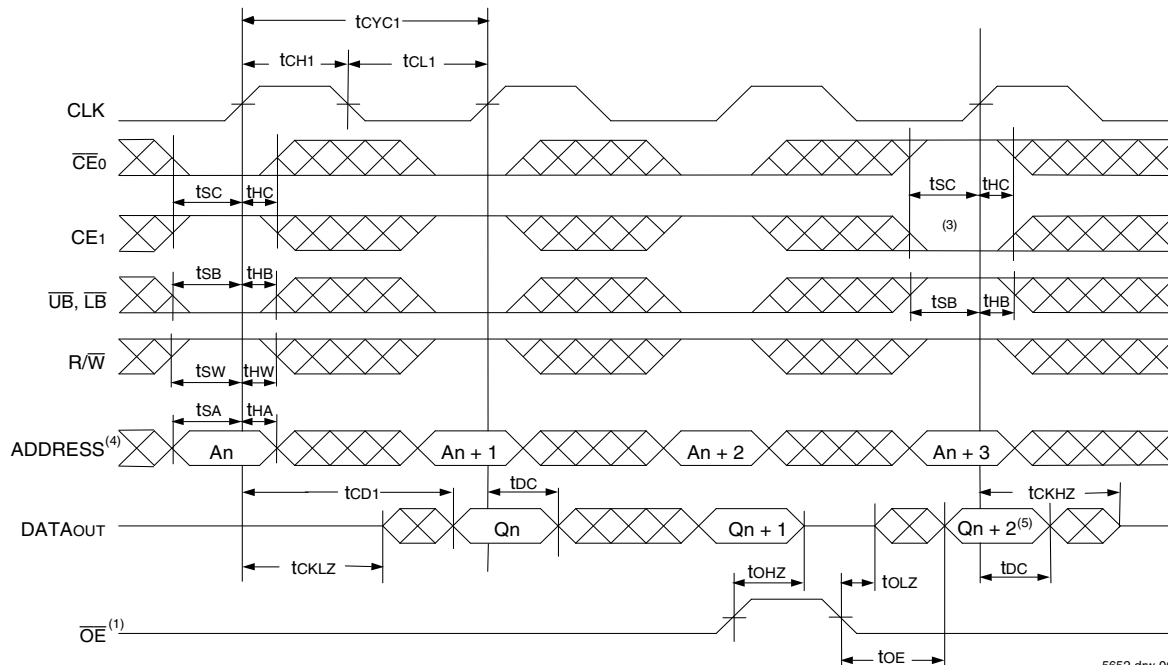 tCYC1
tCH1 tCL1
CLK
CE0
tSC tHC tSC tHC
CE1 (3)
tSB tHB tSB tHB
UB, LB
R/W
tSW tHW
tSA tHA
ADDRESS(4) An An + 1 An + 2 An + 3
tCD1 tDC tCKHZ
DATAOUT Qn Qn + 1 Qn + 2(5)
tCKLZ tOHZ tOLZ tDC
OE(1)
tOE